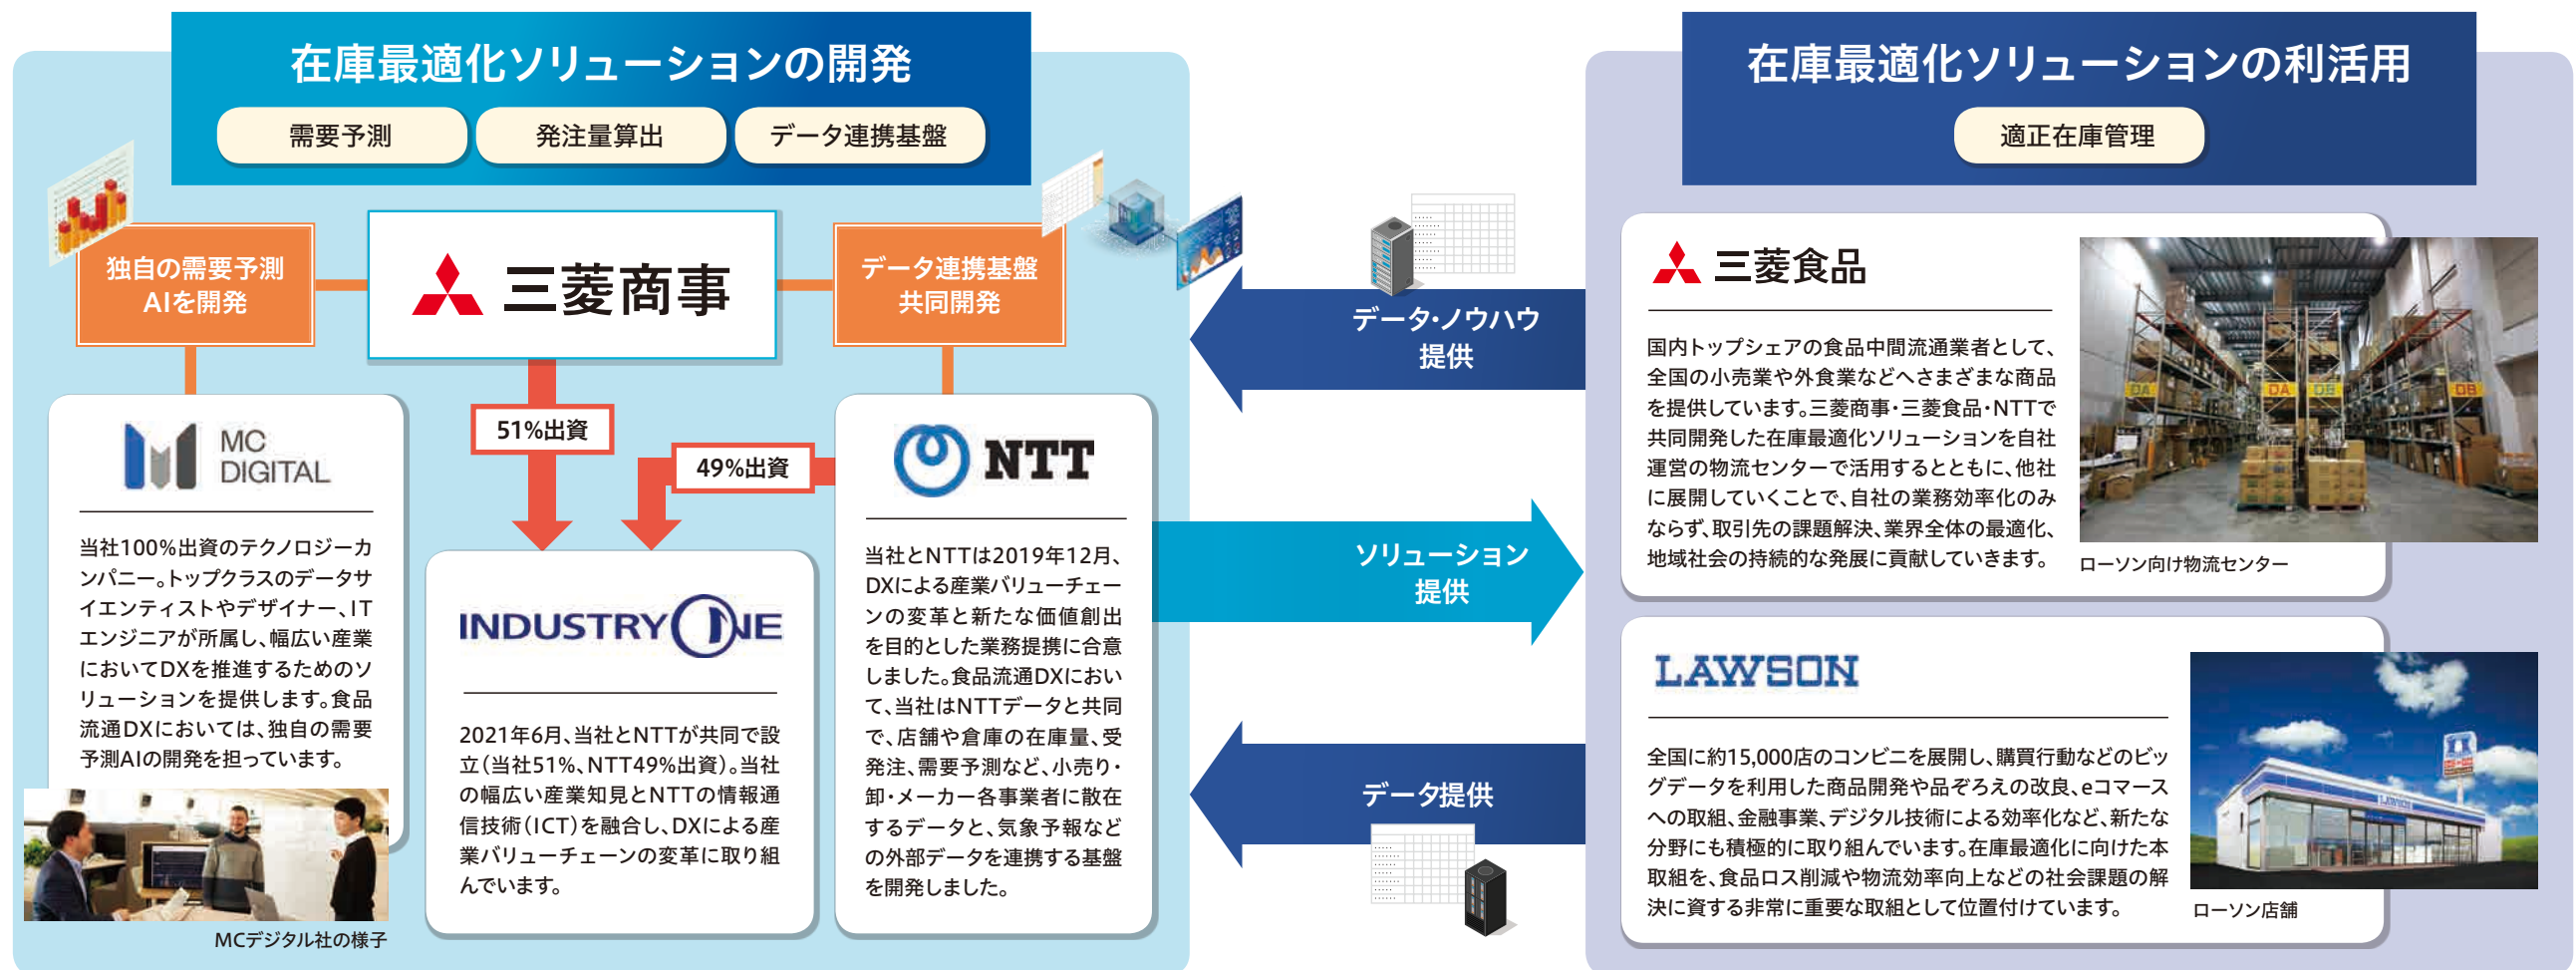 在庫最適化ソリューションの開発
需要予測
発注量算出
データ連携基盤
独自の需要予測
AIを開発
三菱商事
データ連携基盤
共同開発
51%出資
49%出資
MC
DIGITAL
当社100%出資のテクノロジーカ
ンパニー。トップクラスのデータサ
イエンティストやデザイナー、IT
エンジニアが所属し、幅広い産業
においてDXを推進するためのソ
リューションを提供します。食品
流通DXにおいては、独自の需要
予測AIの開発を担っています。
MCデジタル社の様子
INDUSTRY ONE
2021年6月、当社とNTTが共同で設
立(当社51%、NTT49%出資)。当社
の幅広い産業知見とNTTの情報通
信技術(ICT)を融合し、DXによる産
業バリューチェーンの変革に取り組
んでいます。
NTT
当社とNTTは2019年12月、
DXによる産業バリューチェー
ンの変革と新たな価値創出
を目的とした業務提携に合意
しました。食品流通DXにおい
て、当社はNTTデータと共同
で、店舗や倉庫の在庫量、受
発注、需要予測など、小売り・
卸・メーカー各事業者に散在
するデータと、気象予報など
の外部データを連携する基盤
を開発しました。
データ・ノウハウ
提供
ソリューション
提供
データ提供
在庫最適化ソリューションの利活用
適正在庫管理
三菱食品
国内トップシェアの食品中間流通業者として、
全国の小売業や外食業などへさまざまな商品
を提供しています。三菱商事・三菱食品・NTTで
共同開発した在庫最適化ソリューションを自社
運営の物流センターで活用するとともに、他社
に展開していくことで、自社の業務効率化のみ
ならず、取引先の課題解決、業界全体の最適化、
地域社会の持続的な発展に貢献していきます。
DA
DA
DB
DB
ローソン向け物流センター
LAWSON
全国に約15,000店のコンビニを展開し、購買行動などのビッ
グデータを利用した商品開発や品ぞろえの改良、eコマース
への取組、金融事業、デジタル技術による効率化など、新たな
分野にも積極的に取り組んでいます。在庫最適化に向けた本
取組を、食品ロス削減や物流効率向上などの社会課題の解
決に資する非常に重要な取組として位置付けています。
LAWSON
ローソン店舗